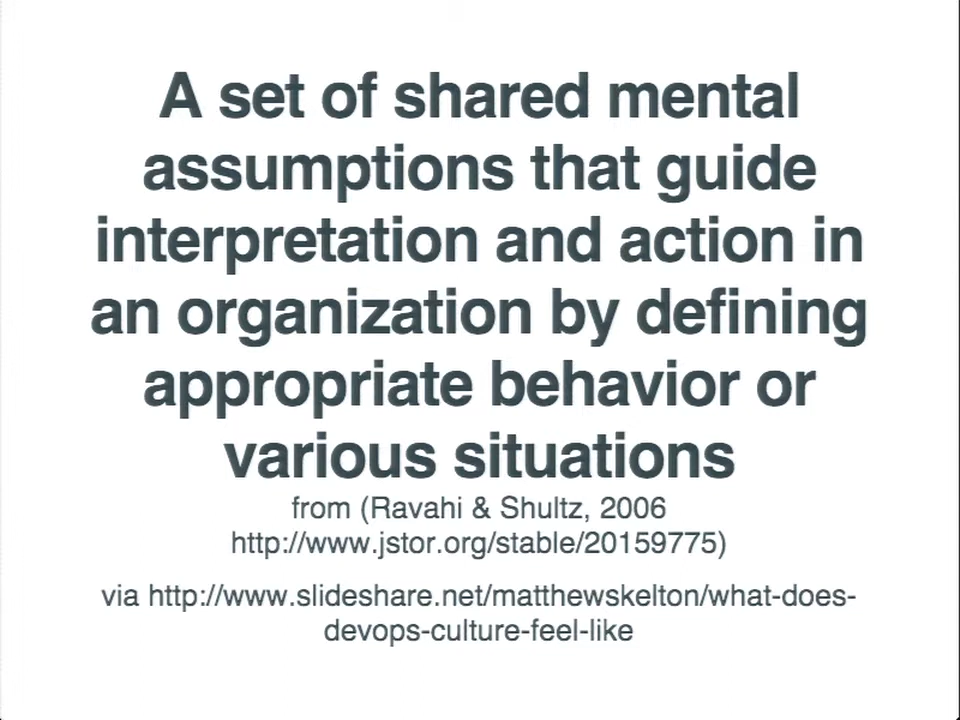 A set of shared mental
assumptions that guide
interpretation and action in
an organization by defining
appropriate behavior or
various situations
from (Ravahi & Shultz, 2006
http://www.jstor.org/stable/20159775)
via http://www.slideshare.net/matthewskelton/what-does-
devops-culture-feel-like